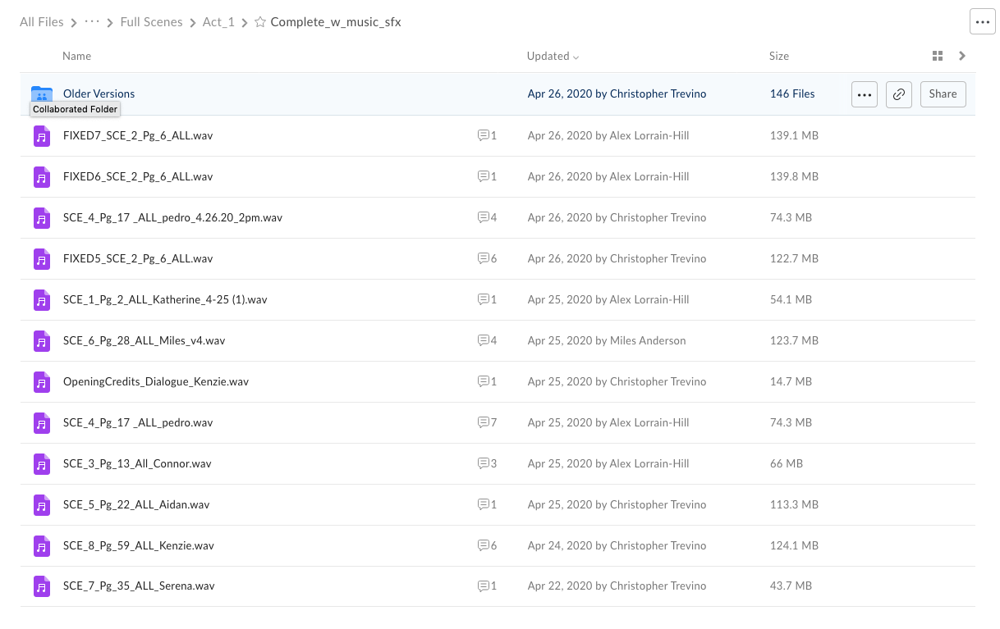 All Files > ... > Full Scenes > Act_1 > Complete_w_music_sfx
...
Name Updated Size
Older Versions Apr 26, 2020 by Christopher Trevino 146 Files ... Share
Collaborated Folder
FIXED7_SCE_2_Pg_6_ALL.wav 1 Apr 26, 2020 by Alex Lorrain-Hill 139.1 MB
FIXED6_SCE_2_Pg_6_ALL.wav 1 Apr 26, 2020 by Alex Lorrain-Hill 139.8 MB
SCE_4_Pg_17 _ALL_pedro_4.26.20_2pm.wav 4 Apr 26, 2020 by Christopher Trevino 74.3 MB
FIXED5_SCE_2_Pg_6_ALL.wav 6 Apr 26, 2020 by Christopher Trevino 122.7 MB
SCE_1_Pg_2_ALL_Katherine_4-25 (1).wav 1 Apr 25, 2020 by Alex Lorrain-Hill 54.1 MB
SCE_6_Pg_28_ALL_Miles_v4.wav 4 Apr 25, 2020 by Miles Anderson 123.7 MB
OpeningCredits_Dialogue_Kenzie.wav 1 Apr 25, 2020 by Christopher Trevino 14.7 MB
SCE_4_Pg_17 _ALL_pedro.wav 7 Apr 25, 2020 by Alex Lorrain-Hill 74.3 MB
SCE_3_Pg_13_All_Connor.wav 3 Apr 25, 2020 by Alex Lorrain-Hill 66 MB
SCE_5_Pg_22_ALL_Aidan.wav 1 Apr 25, 2020 by Christopher Trevino 113.3 MB
SCE_8_Pg_59_ALL_Kenzie.wav 6 Apr 24, 2020 by Christopher Trevino 124.1 MB
SCE_7_Pg_35_ALL_Serena.wav 1 Apr 22, 2020 by Christopher Trevino 43.7 MB